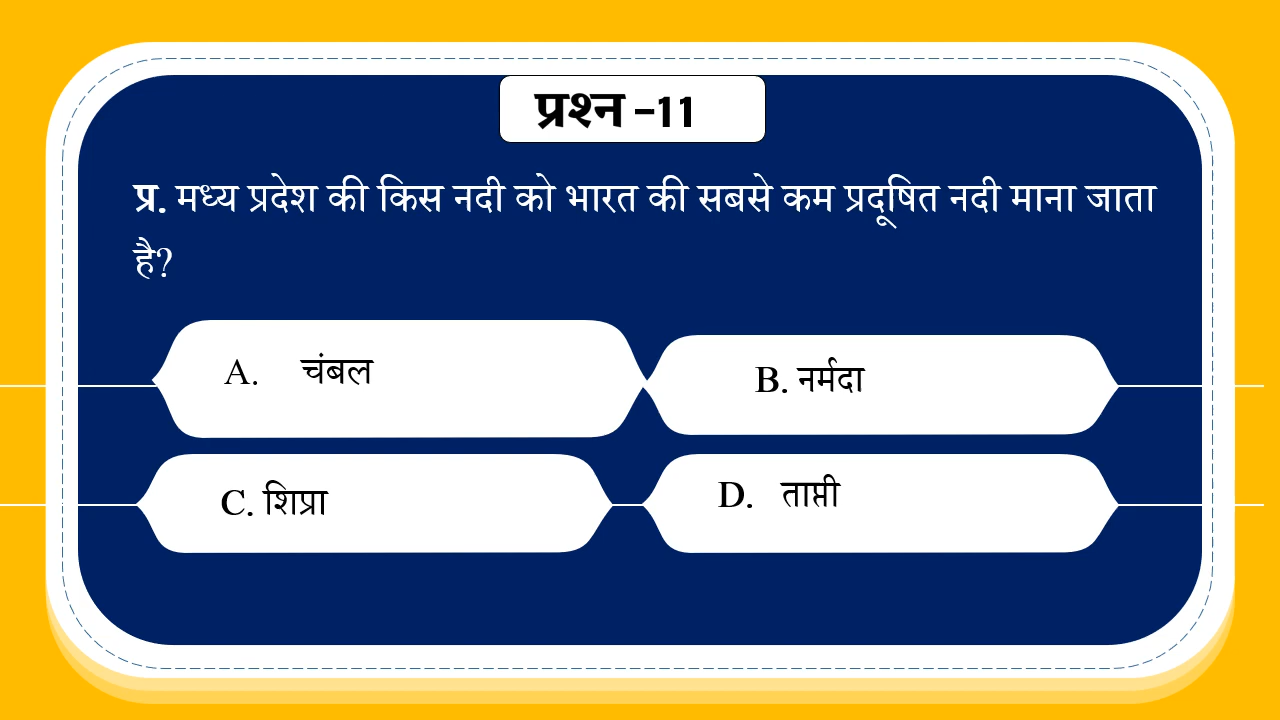 प्रश्न –11
प्र. मध्य प्रदेश की किस नदी को भारत की सबसे कम प्रदूषित नदी माना जाता
है?
A. चंबल
B. नर्मदा
C. शिप्रा
D. ताप्ती